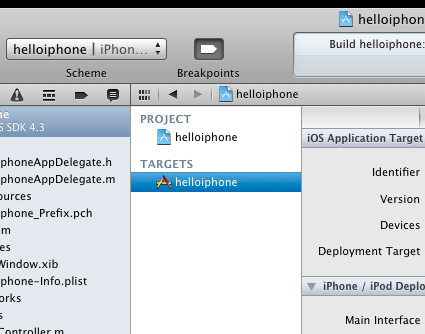 helloiphon
helloiphone | iPhon...
Build helloiphone:
Scheme
Breakpoints
helloiphone
ne
S SDK 4.3
PROJECT
helloiphone
TARGETS
helloiphone
iOS Application Target
Identifier
Version
Devices
Deployment Target
iPhone / iPod Deplo
Main Interface
phoneAppDelegate.h
phoneAppDelegate.m
ources
phone_Prefix.pch
m
es
Window.xib
phone-Info.plist
orks
s
Controller.m